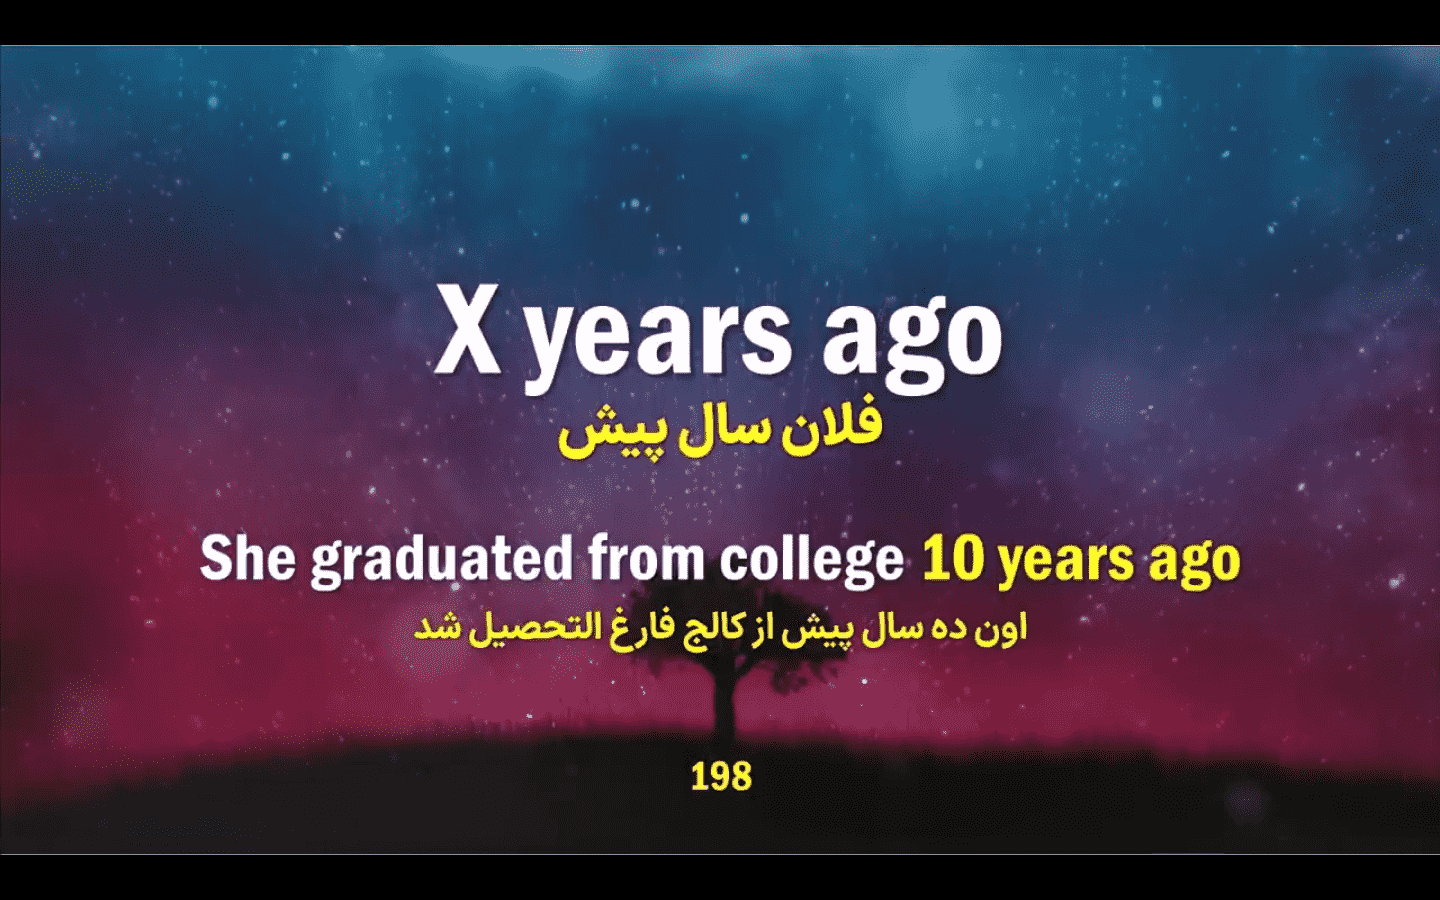 X years ago
فلان سال پیش
She graduated from college 10 years ago
اون ده سال پیش از کالج فارغ التحصیل شد
198